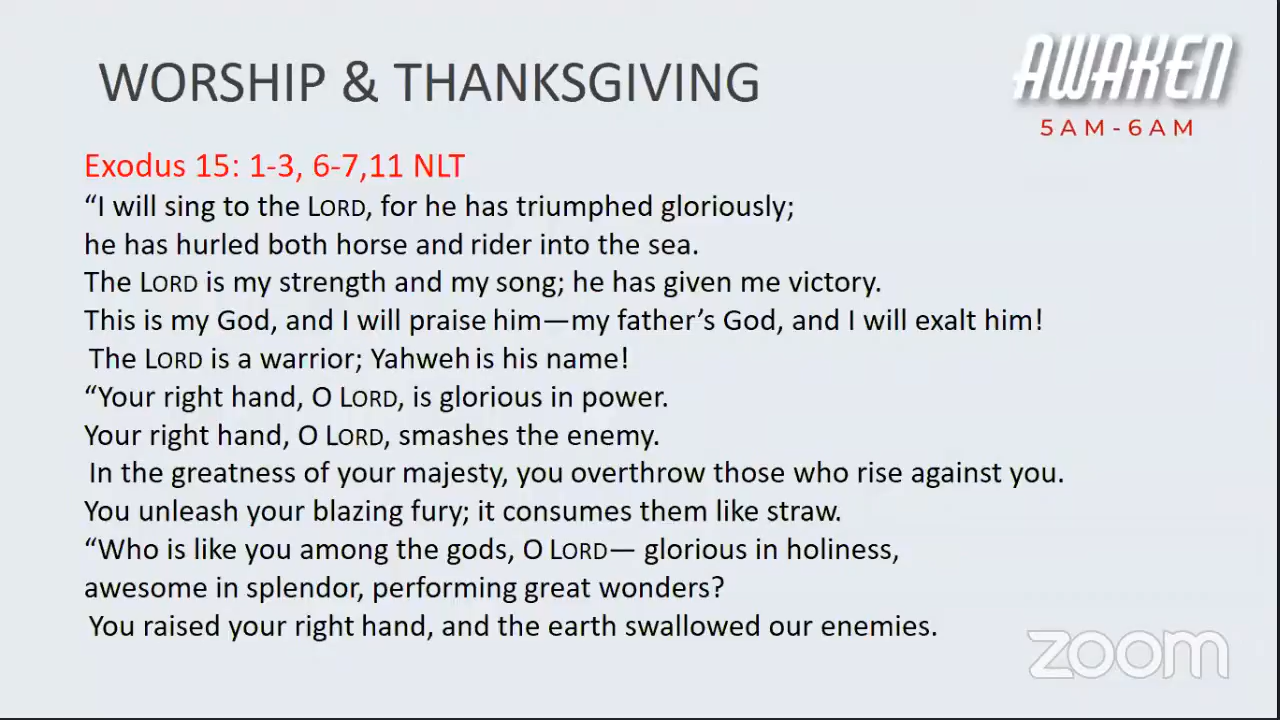 WORSHIP & THANKSGIVING
AWAKEN
5AM-6AM
Exodus 15: 1-3, 6-7,11 NLT
“I will sing to the LORD, for he has triumphed gloriously;
he has hurled both horse and rider into the sea.
The LORD is my strength and my song; he has given me victory.
This is my God, and I will praise him—my father’s God, and I will exalt him!
The LORD is a warrior; Yahweh is his name!
“Your right hand, O LORD, is glorious in power.
Your right hand, O LORD, smashes the enemy.
In the greatness of your majesty, you overthrow those who rise against you.
You unleash your blazing fury; it consumes them like straw.
“Who is like you among the gods, O LORD— glorious in holiness,
awesome in splendor, performing great wonders?
You raised your right hand, and the earth swallowed our enemies.
zoom